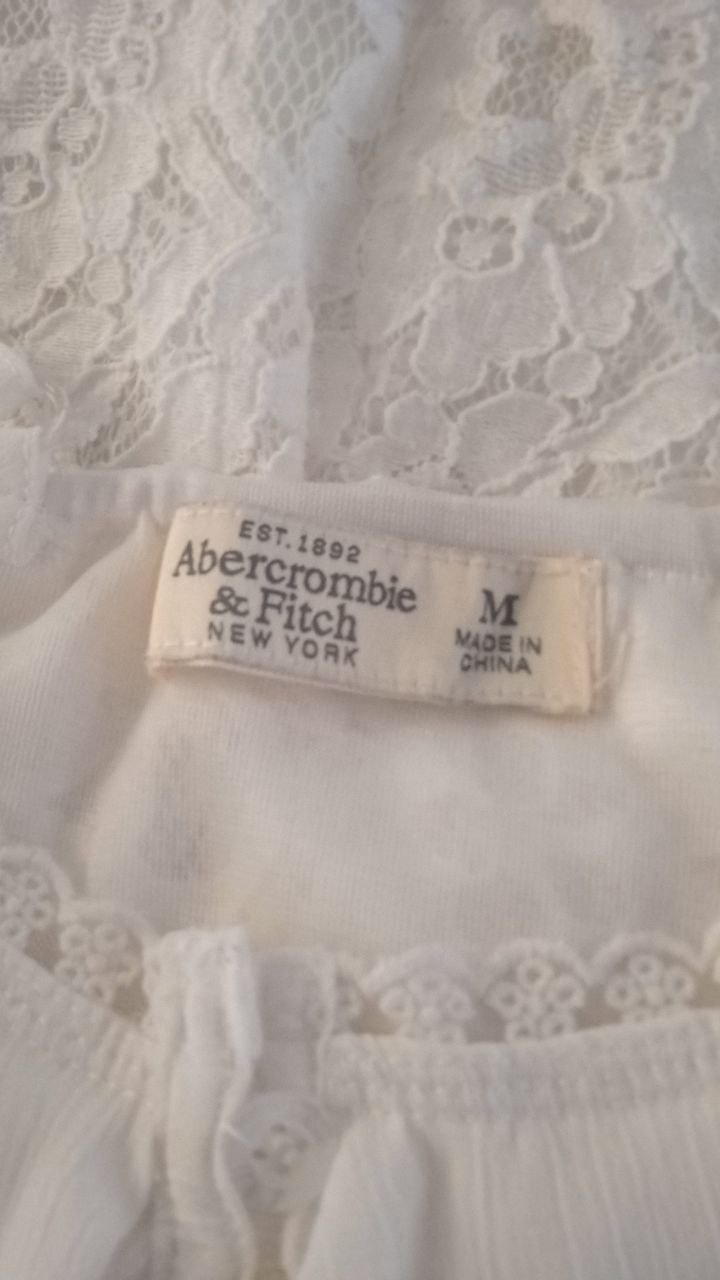 EST. 1892
Abercrombie
& Fitch
NEW YORK
M
MADE IN
CHINA